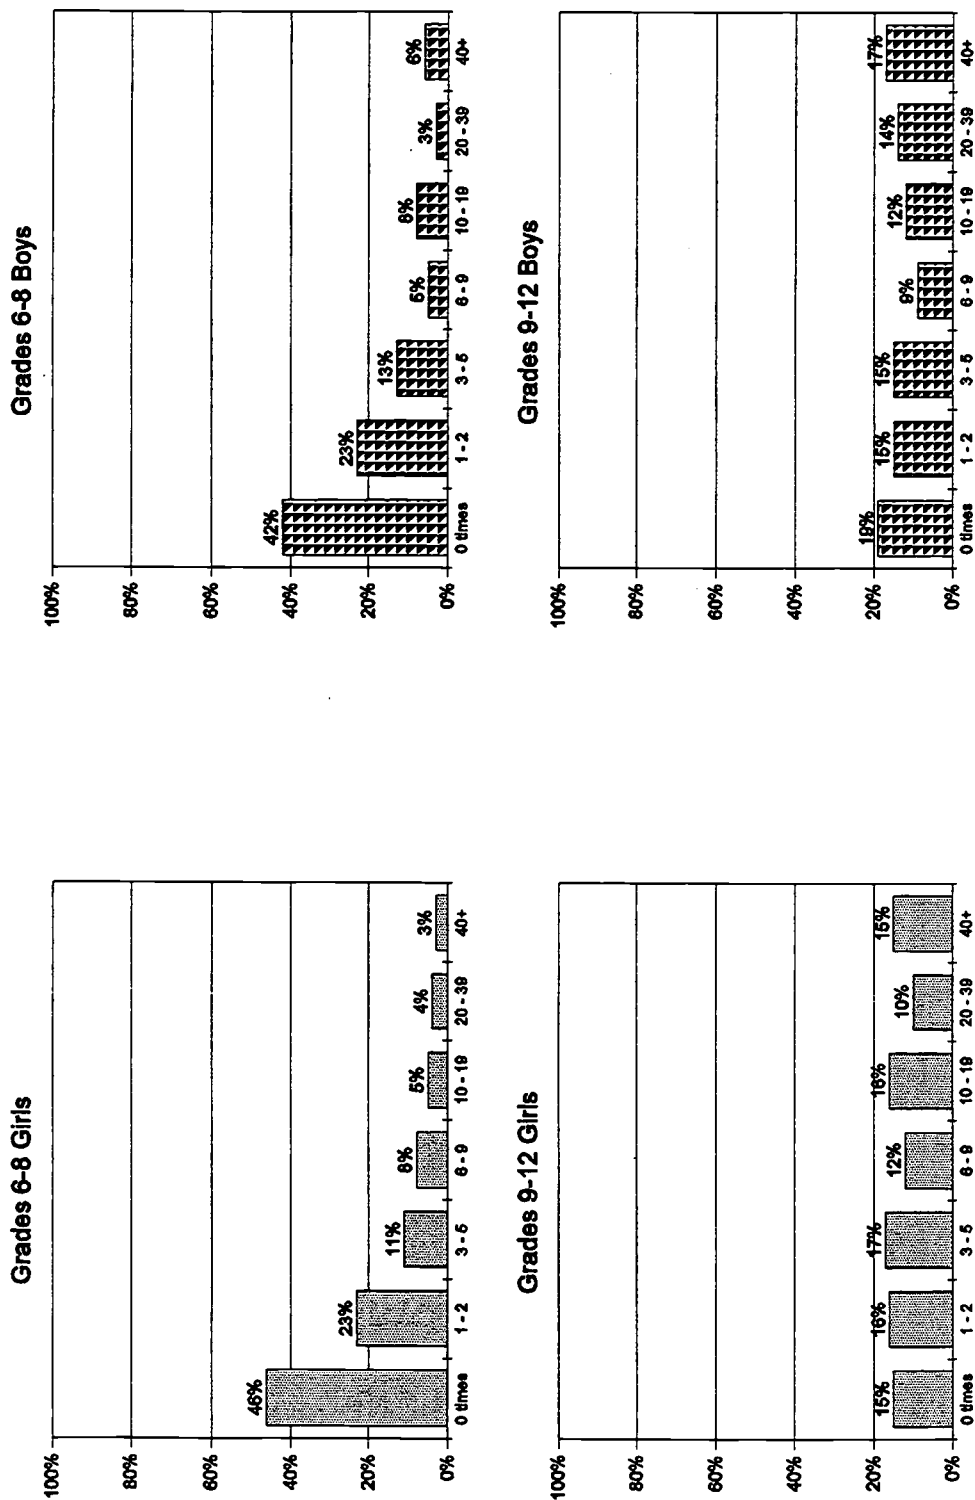 Grades 6-8 Girls
100%
80%
60%
40%
20%
0%
46%
23%
11%
8%
5%
4%
3%
0 times
1 - 2
3 - 5
6 - 9
10 - 19
20 - 39
40+
Grades 6-8 Boys
100%
80%
60%
40%
20%
0%
42%
23%
13%
5%
8%
3%
6%
0 times
1 - 2
3 - 5
6 - 9
10 - 19
20 - 39
40+
Grades 9-12 Girls
100%
80%
60%
40%
20%
0%
15%
16%
17%
12%
16%
10%
15%
0 times
1 - 2
3 - 5
6 - 9
10 - 19
20 - 39
40+
Grades 9-12 Boys
100%
80%
60%
40%
20%
0%
19%
15%
15%
9%
12%
14%
17%
0 times
1 - 2
3 - 5
6 - 9
10 - 19
20 - 39
40+